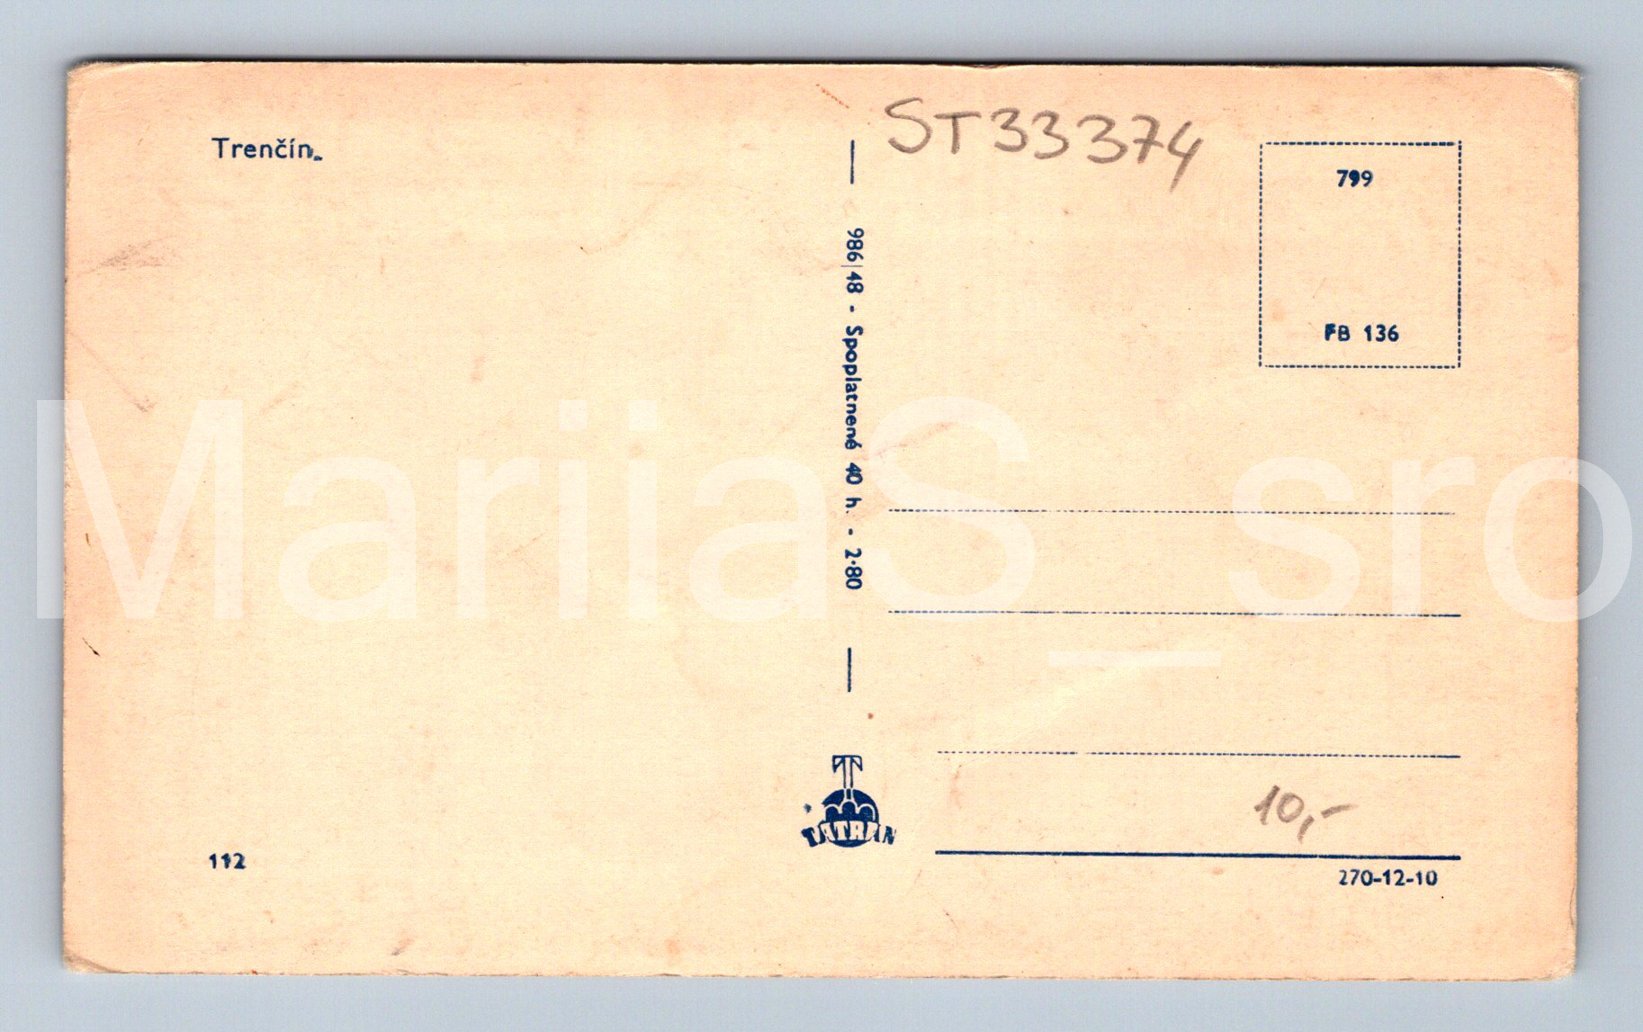 Trenčín.
ST33374
799
FB 136
986/48 - Spoplatnené 40 h. - 2·80
MariiaS_sro
T
TATRAN
10,-
112
270-12-10